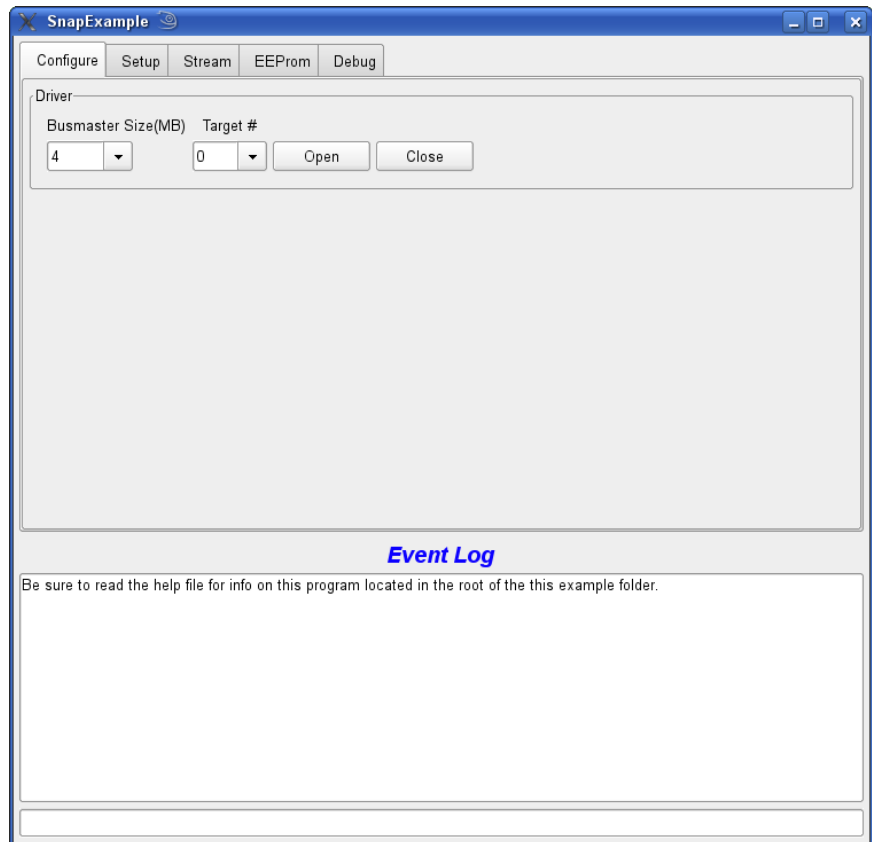 SnapExample
Configure Setup Stream EEProm Debug
Driver
Busmaster Size(MB) Target #
4 0 Open Close
Event Log
Be sure to read the help file for info on this program located in the root of the this example folder.